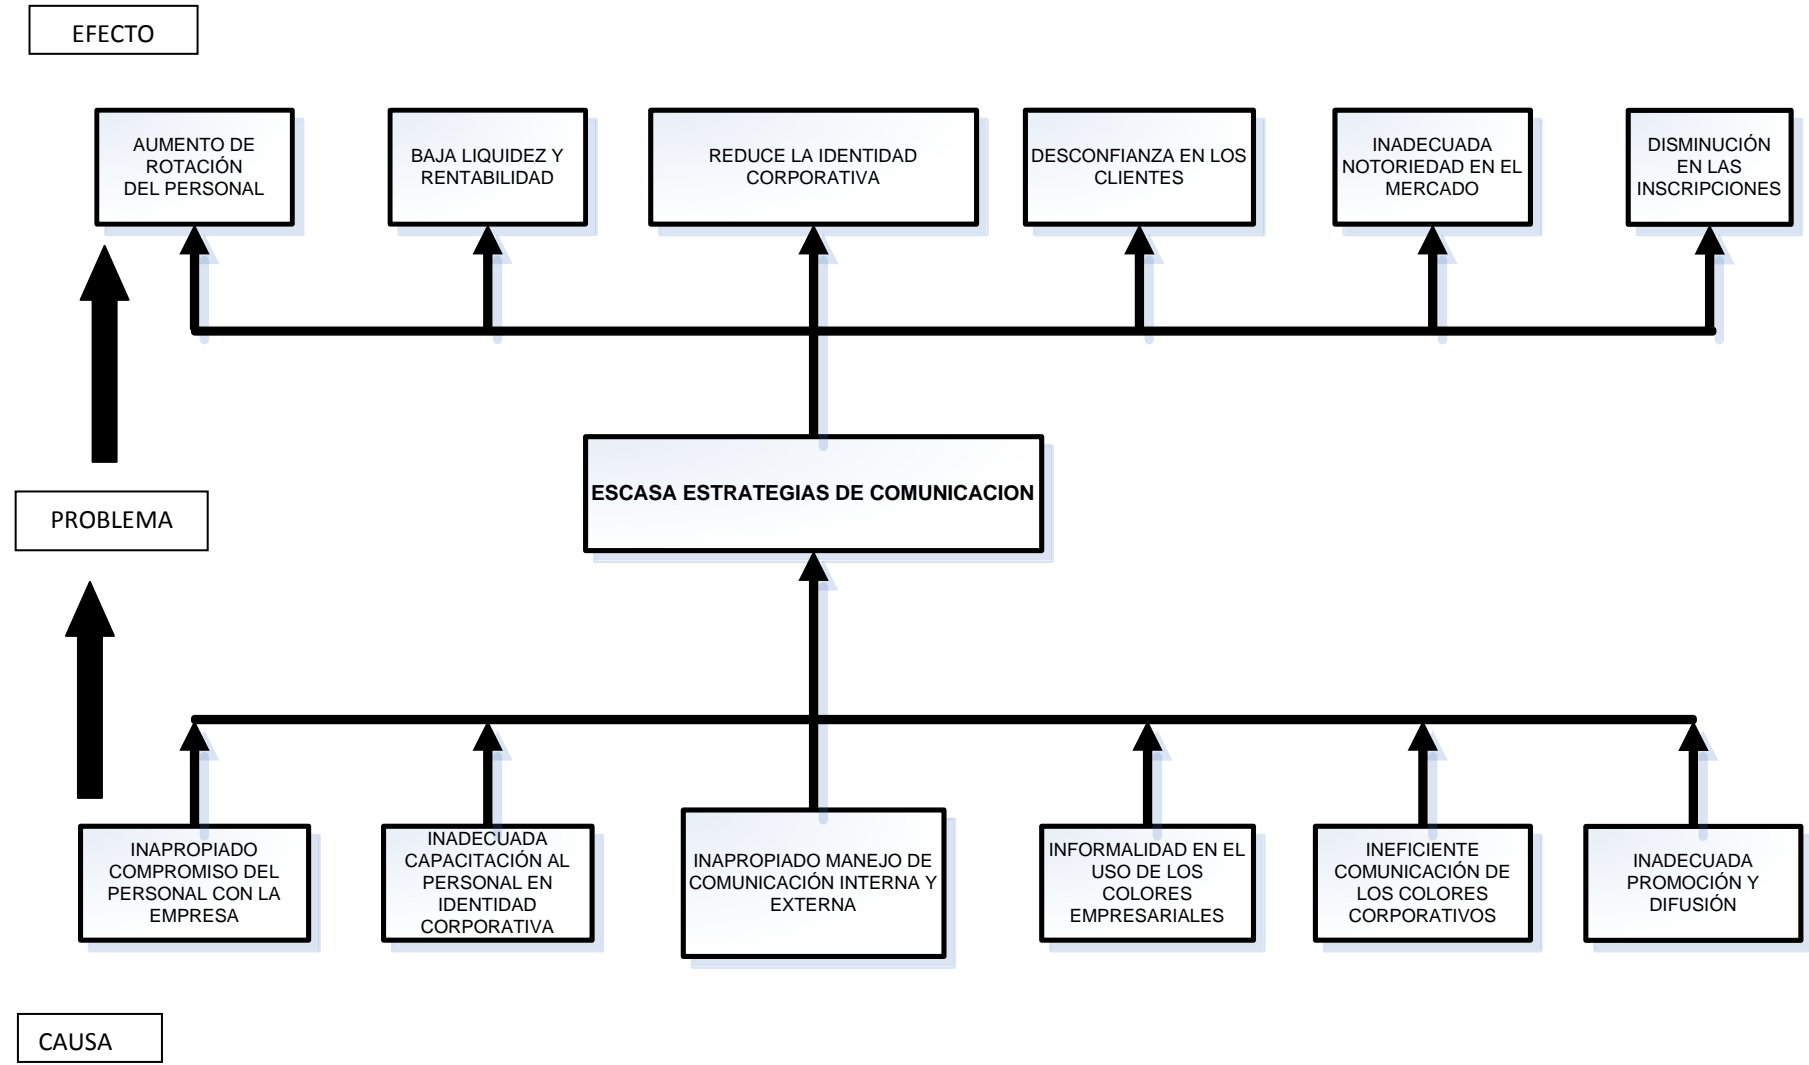 EFECTO
AUMENTO DE
ROTACIÓN
DEL PERSONAL
BAJA LIQUIDEZ Y
RENTABILIDAD
REDUCE LA IDENTIDAD
CORPORATIVA
DESCONFIANZA EN LOS
CLIENTES
INADECUADA
NOTORIEDAD EN EL
MERCADO
DISMINUCIÓN
EN LAS
INSCRIPCIONES
PROBLEMA
ESCASA ESTRATEGIAS DE COMUNICACION
INAPROPIADO
COMPROMISO DEL
PERSONAL CON LA
EMPRESA
INADECUADA
CAPACITACIÓN AL
PERSONAL EN
IDENTIDAD
CORPORATIVA
INAPROPIADO MANEJO DE
COMUNICACIÓN INTERNA Y
EXTERNA
INFORMALIDAD EN EL
USO DE LOS
COLORES
EMPRESARIALES
INEFICIENTE
COMUNICACIÓN DE
LOS COLORES
CORPORATIVOS
INADECUADA
PROMOCIÓN Y
DIFUSIÓN
CAUSA